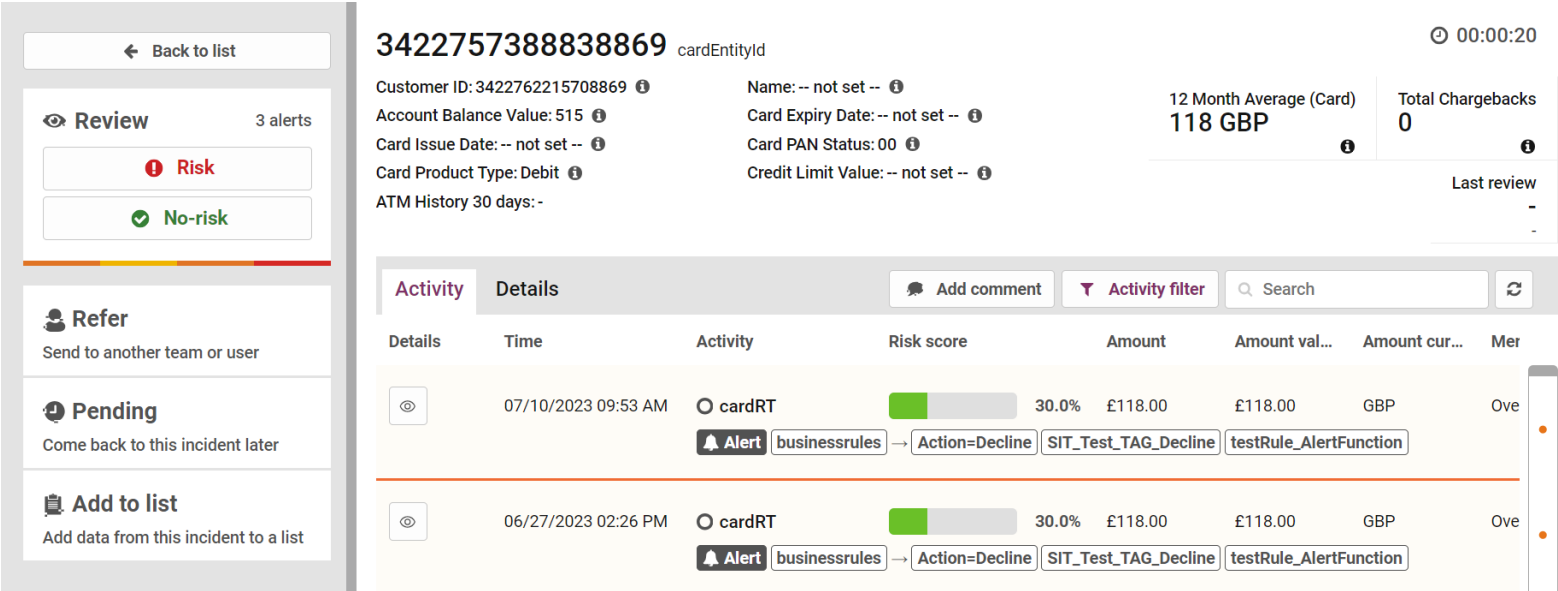 Back to list
Review 3 alerts
Risk
No-risk
Refer
Send to another team or user
Pending
Come back to this incident later
Add to list
Add data from this incident to a list
3422757388838869 cardEntityId
00:00:20
Customer ID: 3422762215708869
Account Balance Value: 515
Card Issue Date: -- not set --
Card Product Type: Debit
ATM History 30 days: -
Name: -- not set --
Card Expiry Date: -- not set --
Card PAN Status: 00
Credit Limit Value: -- not set --
12 Month Average (Card)
118 GBP
Total Chargebacks
0
Last review
-
-
Activity Details Add comment Activity filter Search
Details Time Activity Risk score Amount Amount val... Amount cur... Mer
07/10/2023 09:53 AM cardRT 30.0% £118.00 £118.00 GBP Ove
Alert businessrules → Action=Decline SIT_Test_TAG_Decline testRule_AlertFunction
06/27/2023 02:26 PM cardRT 30.0% £118.00 £118.00 GBP Ove
Alert businessrules → Action=Decline SIT_Test_TAG_Decline testRule_AlertFunction